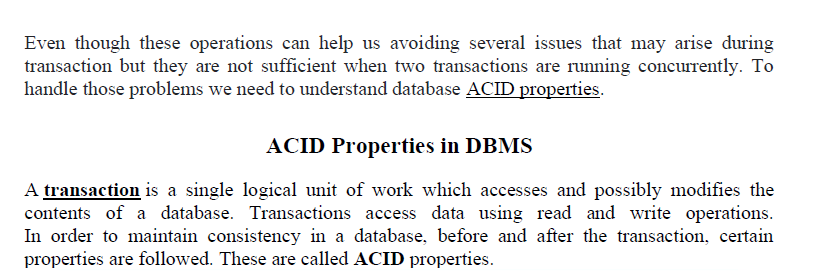 Even though these operations can help us avoiding several issues that may arise during
transaction but they are not sufficient when two transactions are running concurrently. To
handle those problems we need to understand database ACID properties.
ACID Properties in DBMS
A transaction is a single logical unit of work which accesses and possibly modifies the
contents of a database. Transactions access data using read and write operations.
In order to maintain consistency in a database, before and after the transaction, certain
properties are followed. These are called ACID properties.